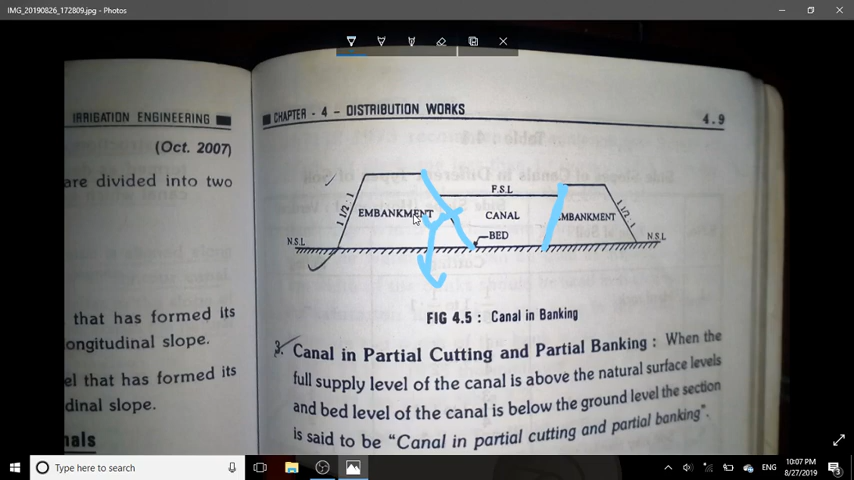 IMG_20190826_172809.jpg - Photos
IRRIGATION ENGINEERING
(Oct. 2007)
are divided into two
that has formed its
ongitudinal slope.
el that has formed its
dinal slope.
nals
CHAPTER - 4 - DISTRIBUTION WORKS
4.9
F.S.L
1 1/2 : 1
EMBANKMENT
CANAL
MBANKMENT
1 1/2 : 1
N.S.L
BED
N.S.L
FIG 4.5 : Canal in Banking
3. Canal in Partial Cutting and Partial Banking : When the
full supply level of the canal is above the natural surface levels
and bed level of the canal is below the ground level the section
is said to be "Canal in partial cutting and partial banking".
Type here to search
ENG
10:07 PM
8/27/2019
3